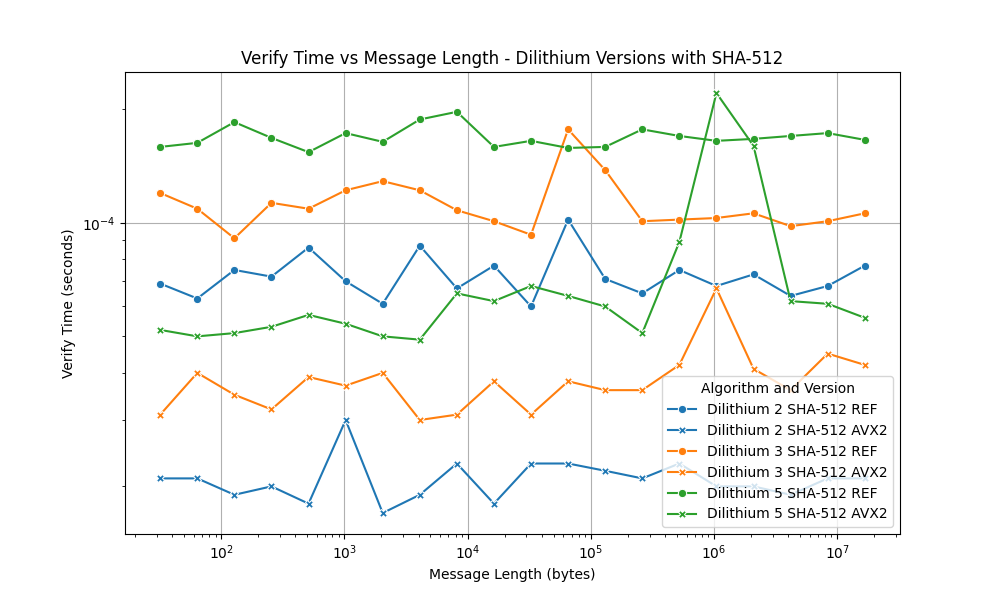 Verify Time vs Message Length - Dilithium Versions with SHA-512
Verify Time (seconds)
10⁻⁴
Algorithm and Version
Dilithium 2 SHA-512 REF
Dilithium 2 SHA-512 AVX2
Dilithium 3 SHA-512 REF
Dilithium 3 SHA-512 AVX2
Dilithium 5 SHA-512 REF
Dilithium 5 SHA-512 AVX2
10² 10³ 10⁴ 10⁵ 10⁶ 10⁷
Message Length (bytes)